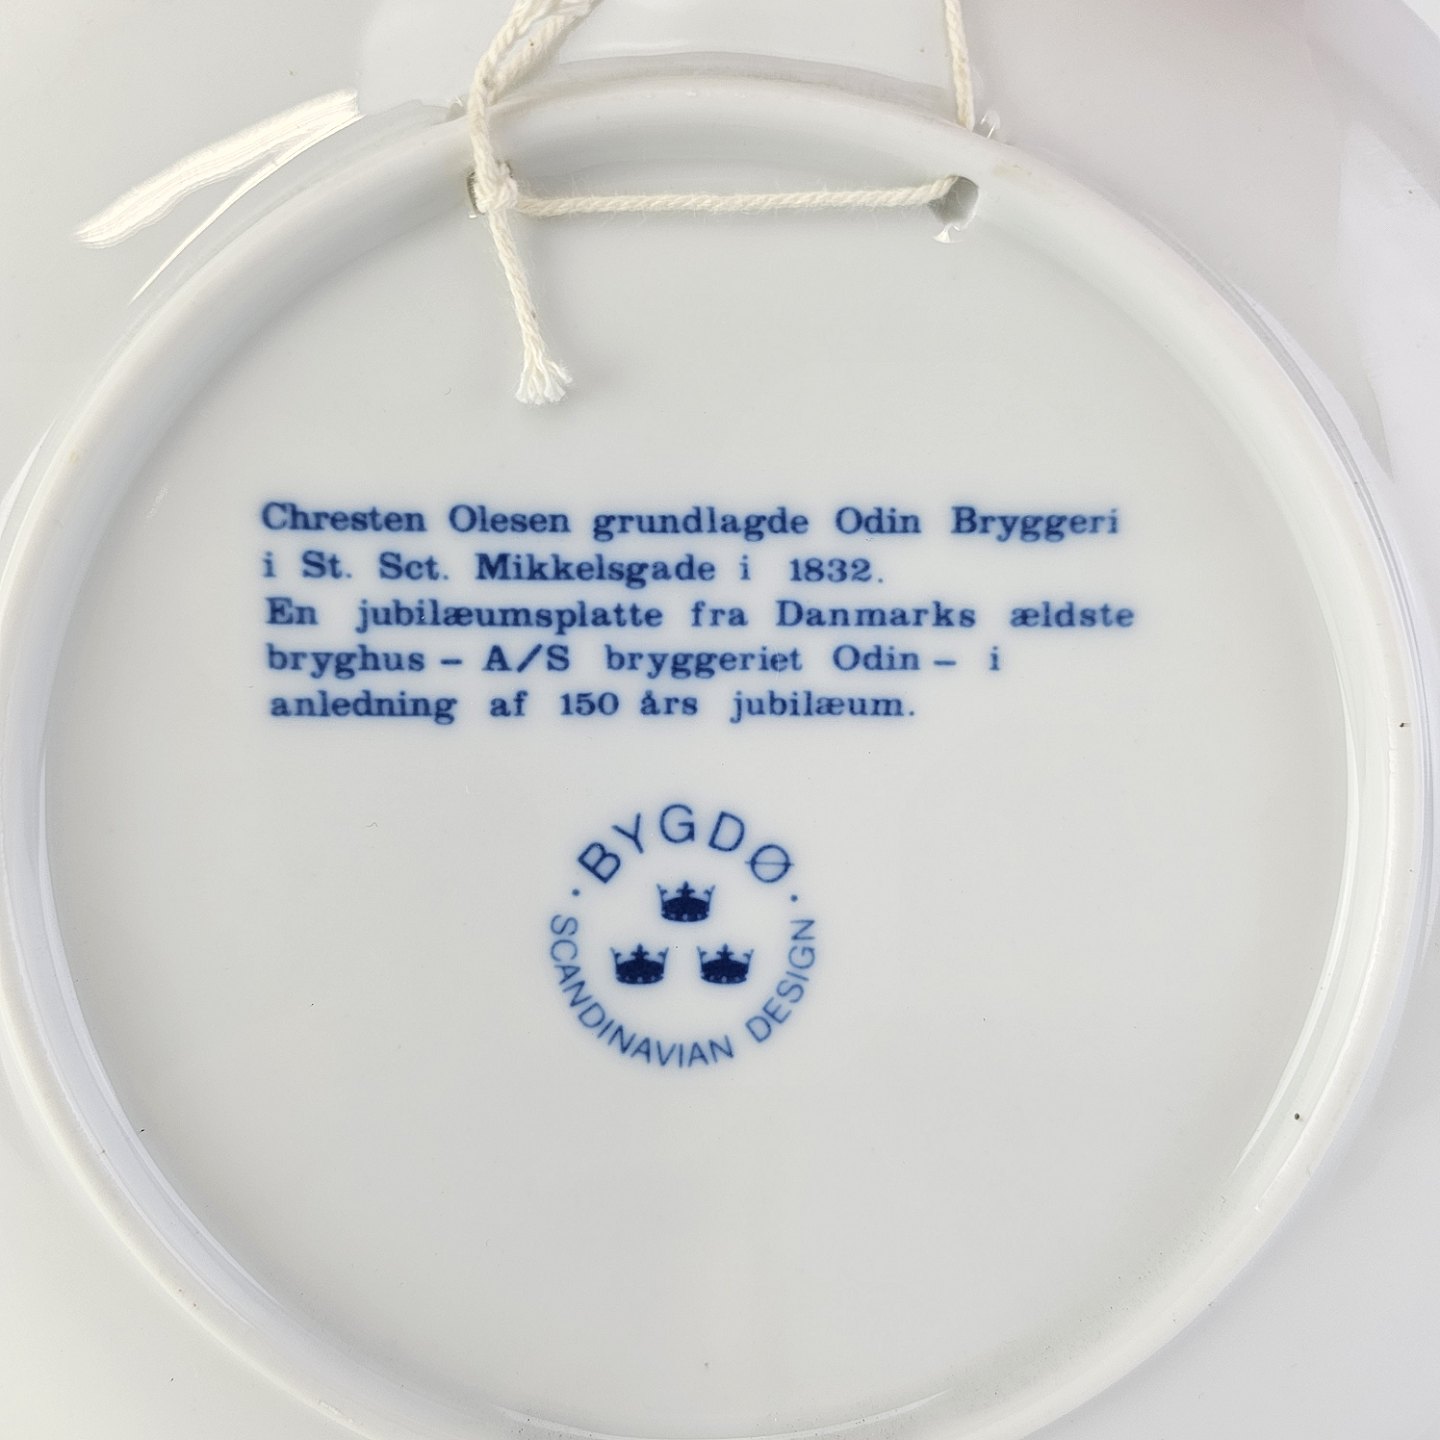 Chresten Olesen grundlagde Odin Bryggeri
i St. Sct. Mikkelsgade i 1832.
En jubilæumsplatte fra Danmarks ældste
bryghus – A/S bryggeriet Odin – i
anledning af 150 års jubilæum.
· BYGDØ ·
SCANDINAVIAN DESIGN